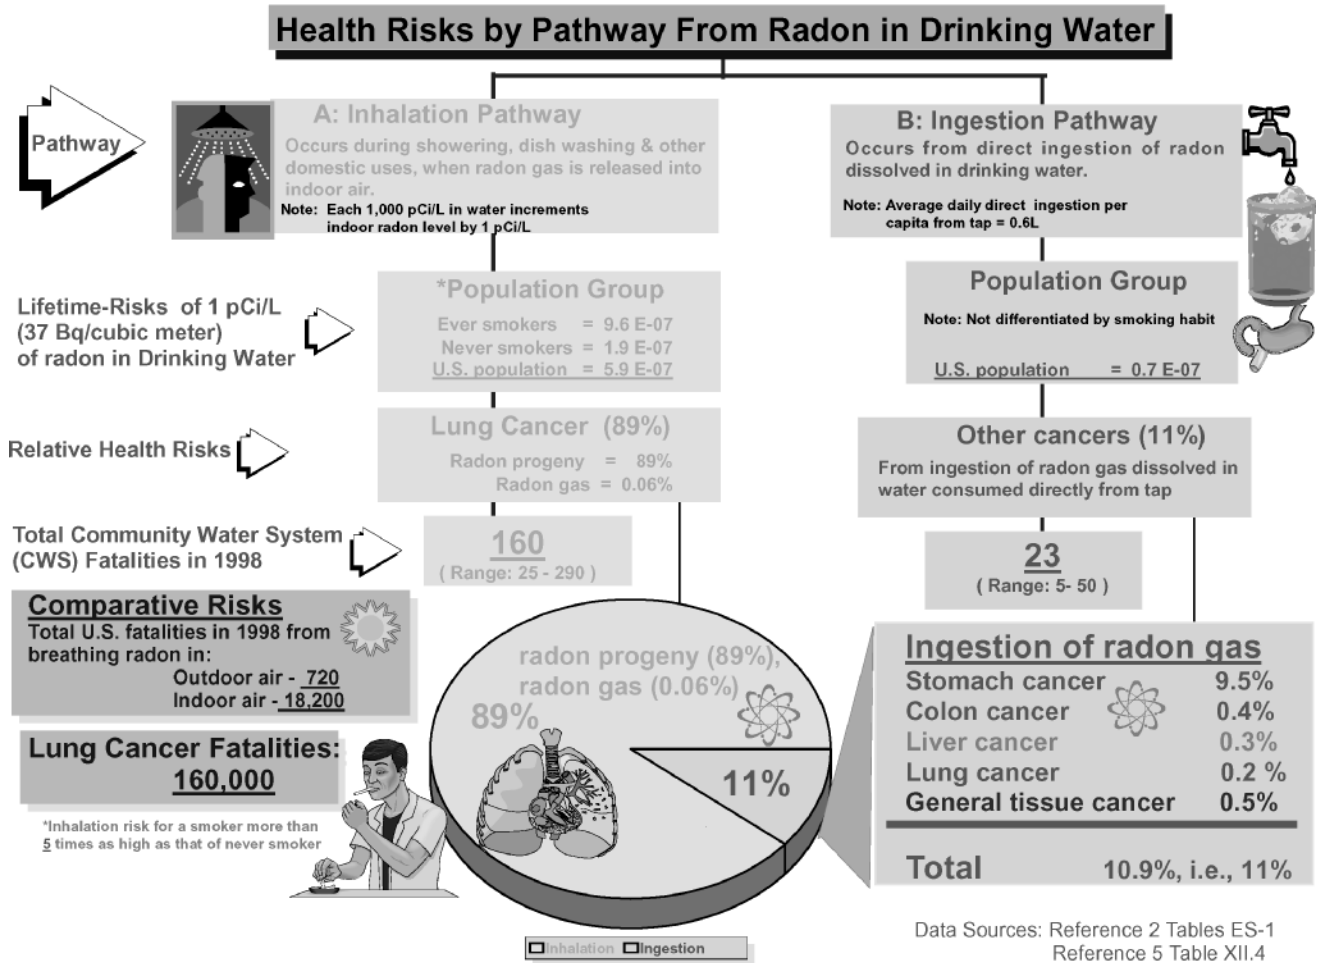 Health Risks by Pathway From Radon in Drinking Water
Pathway
A: Inhalation Pathway
Occurs during showering, dish washing & other
domestic uses, when radon gas is released into
indoor air.
Note: Each 1,000 pCi/L in water increments
indoor radon level by 1 pCi/L
B: Ingestion Pathway
Occurs from direct ingestion of radon
dissolved in drinking water.
Note: Average daily direct ingestion per
capita from tap = 0.6L
Lifetime-Risks of 1 pCi/L
(37 Bq/cubic meter)
of radon in Drinking Water
*Population Group
Ever smokers = 9.6 E-07
Never smokers = 1.9 E-07
U.S. population = 5.9 E-07
Population Group
Note: Not differentiated by smoking habit
U.S. population = 0.7 E-07
Relative Health Risks
Lung Cancer (89%)
Radon progeny = 89%
Radon gas = 0.06%
Other cancers (11%)
From ingestion of radon gas dissolved in
water consumed directly from tap
Total Community Water System
(CWS) Fatalities in 1998
160
( Range: 25 - 290 )
23
( Range: 5- 50 )
Comparative Risks
Total U.S. fatalities in 1998 from
breathing radon in:
Outdoor air - 720
Indoor air - 18,200
Lung Cancer Fatalities:
160,000
*Inhalation risk for a smoker more than
5 times as high as that of never smoker
radon progeny (89%),
radon gas (0.06%)
89%
11%
Inhalation Ingestion
Ingestion of radon gas
Stomach cancer 9.5%
Colon cancer 0.4%
Liver cancer 0.3%
Lung cancer 0.2 %
General tissue cancer 0.5%
Total 10.9%, i.e., 11%
Data Sources: Reference 2 Tables ES-1
Reference 5 Table XII.4